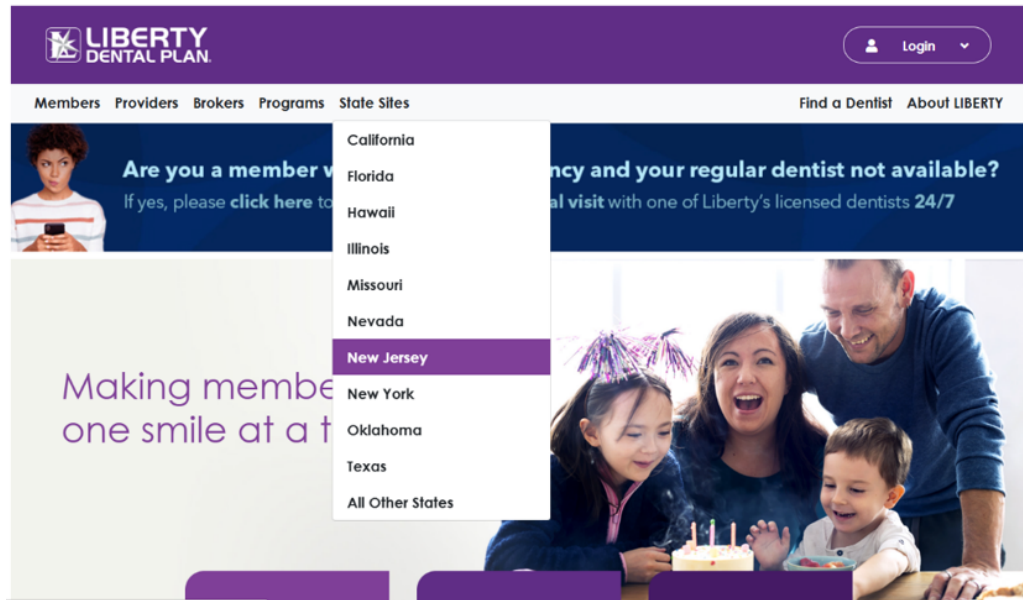 LIBERTY
DENTAL PLAN.
Login
Members Providers Brokers Programs State Sites
Find a Dentist About LIBERTY
California
Florida
Hawaii
Illinois
Missouri
Nevada
New Jersey
New York
Oklahoma
Texas
All Other States
Are you a member ncy and your regular dentist not available?
If yes, please click here to al visit with one of Liberty's licensed dentists 24/7
Making membe
one smile at a t